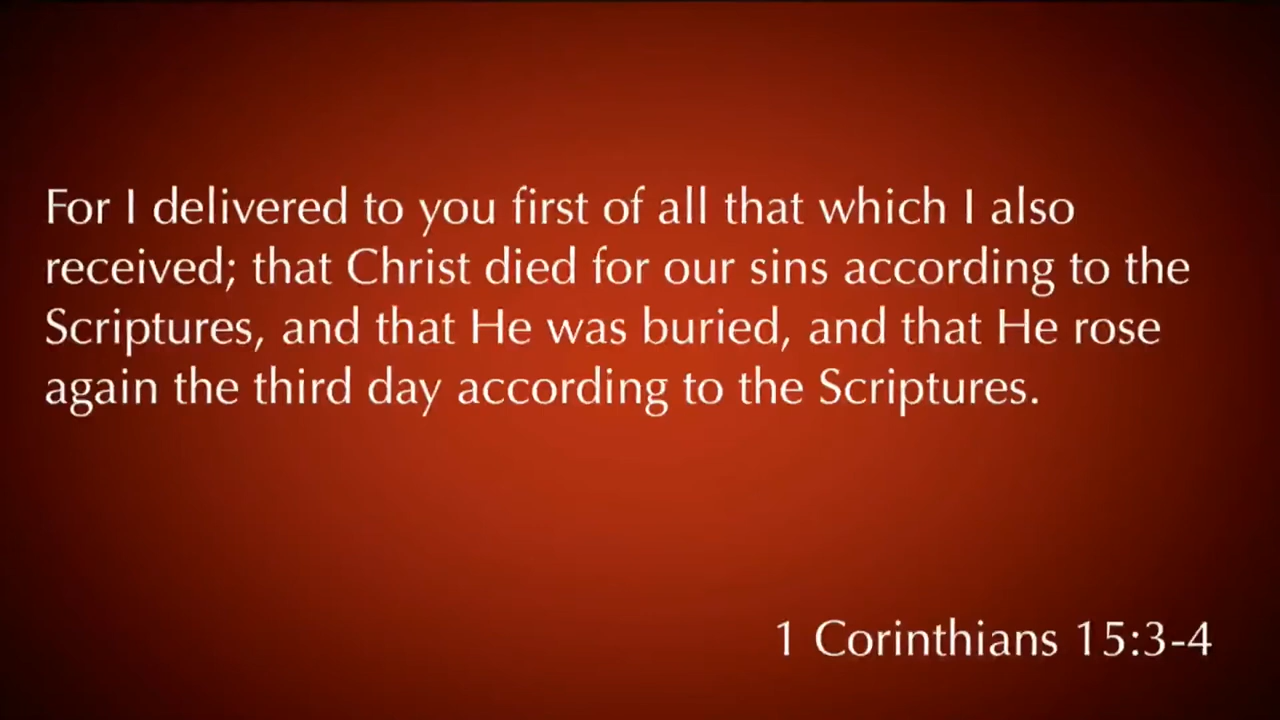 For I delivered to you first of all that which I also
received; that Christ died for our sins according to the
Scriptures, and that He was buried, and that He rose
again the third day according to the Scriptures.
1 Corinthians 15:3-4